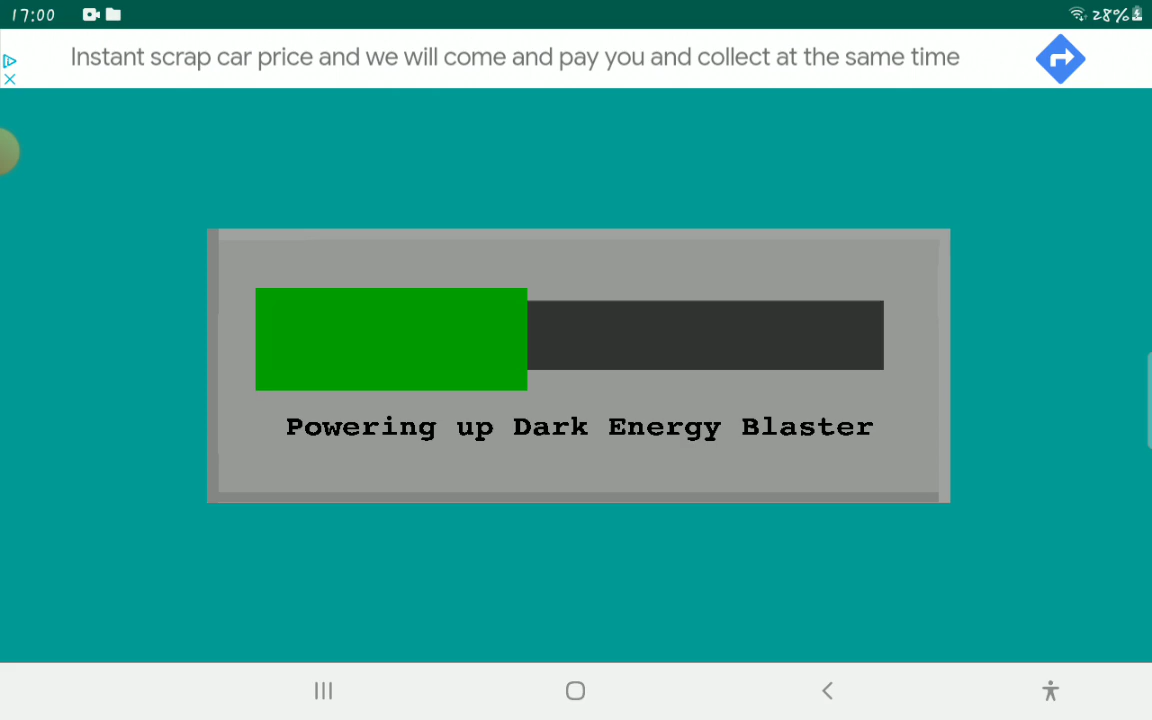 17:00
28%
Instant scrap car price and we will come and pay you and collect at the same time
Powering up Dark Energy Blaster